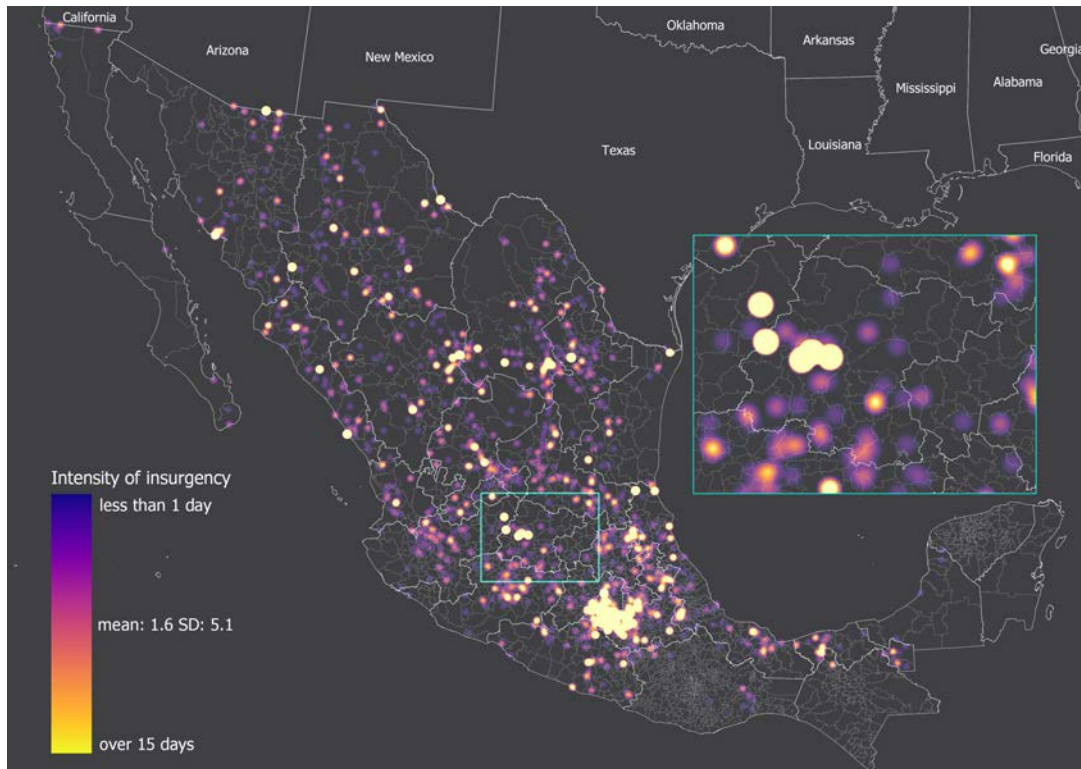 California
Arizona
New Mexico
Oklahoma
Arkansas
Georgia
Mississippi
Alabama
Texas
Louisiana
Florida
Intensity of insurgency
less than 1 day
mean: 1.6 SD: 5.1
over 15 days